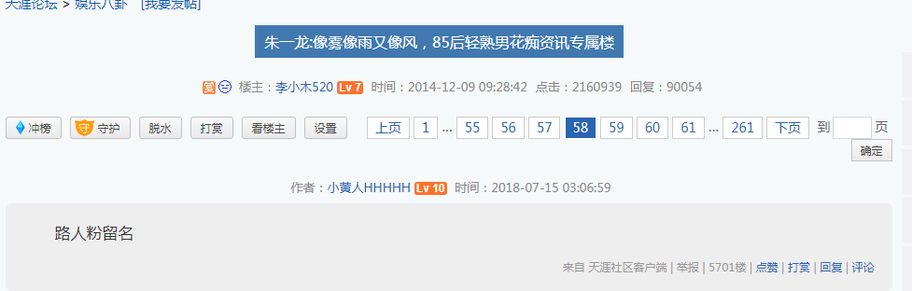 天涯论坛 > 娱乐八卦 [我要发帖]
朱一龙:像雾像雨又像风，85后轻熟男花痴资讯专属楼
赏 楼主：李小木520 Lv 7 时间：2014-12-09 09:28:42 点击：2160939 回复：90054
冲榜 守 守护 脱水 打赏 看楼主 设置 上页 1 ... 55 56 57 58 59 60 61 ... 261 下页 到 页
确定
作者：小黄人HHHHH Lv 10 时间：2018-07-15 03:06:59
路人粉留名
来自 天涯社区客户端 | 举报 | 5701楼 | 点赞 | 打赏 | 回复 | 评论